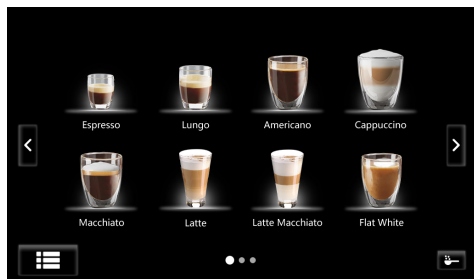 Espresso
Lungo
Americano
Cappuccino
Macchiato
Latte
Latte Macchiato
Flat White